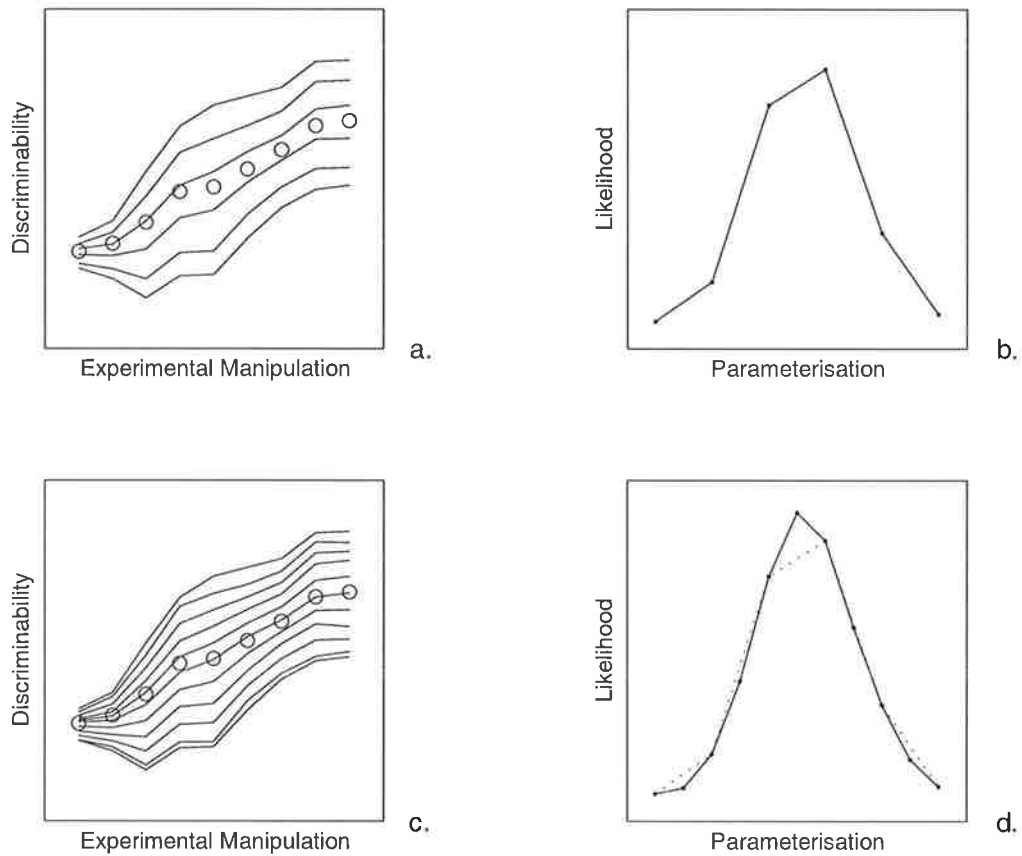 Discriminability
Experimental Manipulation
a.
Likelihood
Parameterisation
b.
Discriminability
Experimental Manipulation
c.
Likelihood
Parameterisation
d.